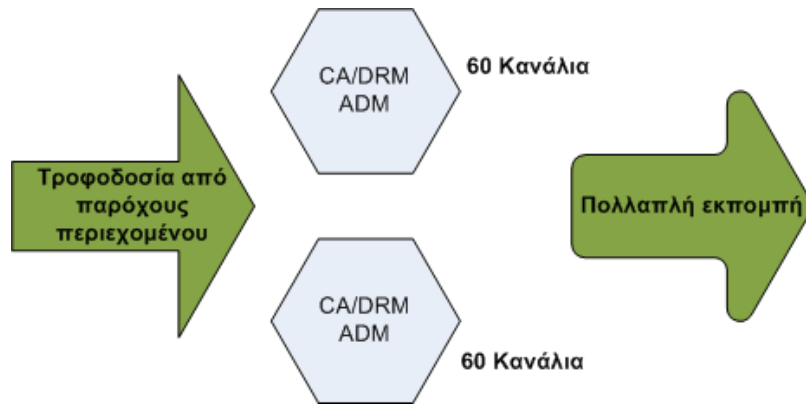 CA/DRM
ADM
60 Κανάλια
Τροφοδοσία από
παρόχους
περιεχομένου
Πολλαπλή εκπομπή
CA/DRM
ADM
60 Κανάλια